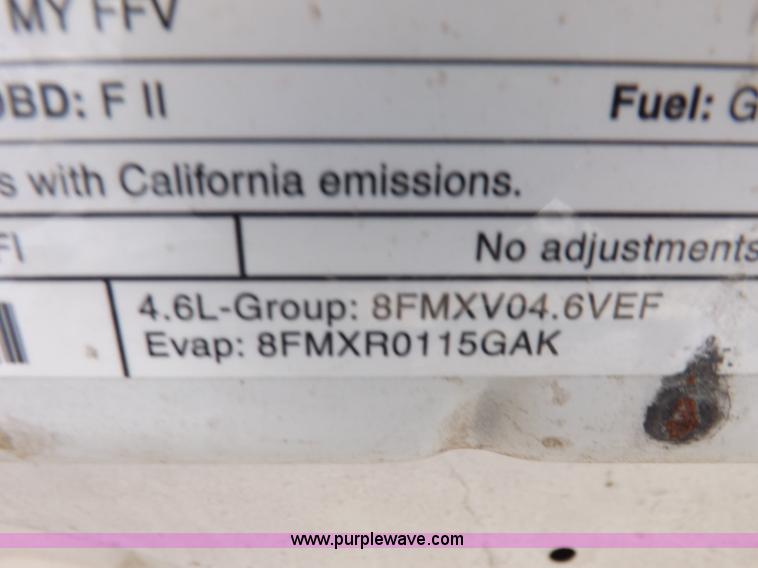 MY FFV
OBD: F II Fuel: G
s with California emissions.
FI No adjustments
4.6L-Group: 8FMXV04.6VEF
Evap: 8FMXR0115GAK
www.purplewave.com